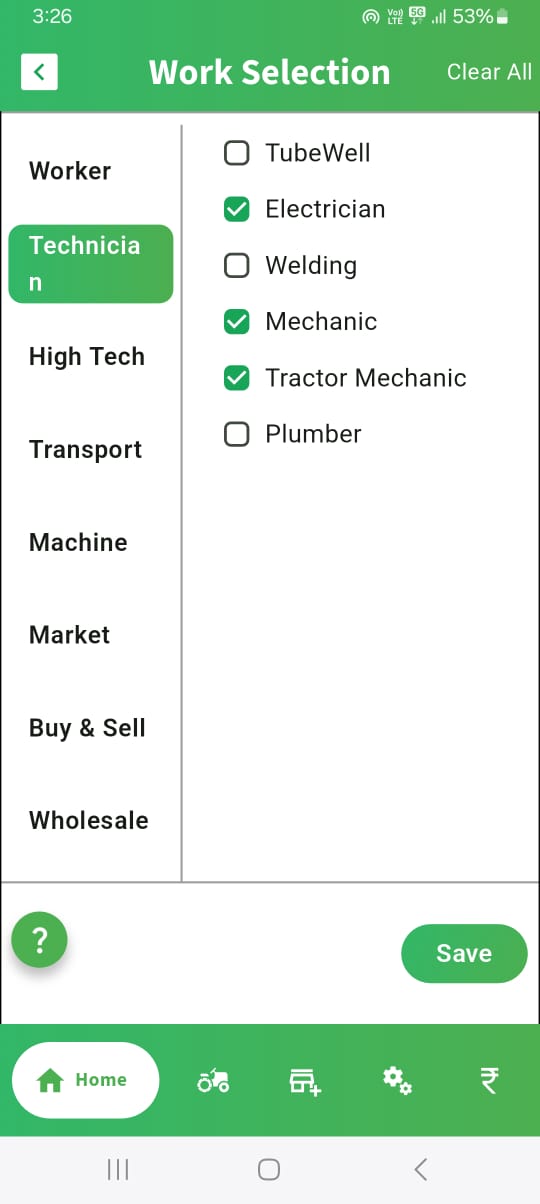 3:26
Vo) LTE 5G 53%
Work Selection
Clear All
Worker
Technicia
n
High Tech
Transport
Machine
Market
Buy & Sell
Wholesale
TubeWell
Electrician
Welding
Mechanic
Tractor Mechanic
Plumber
?
Save
Home
₹